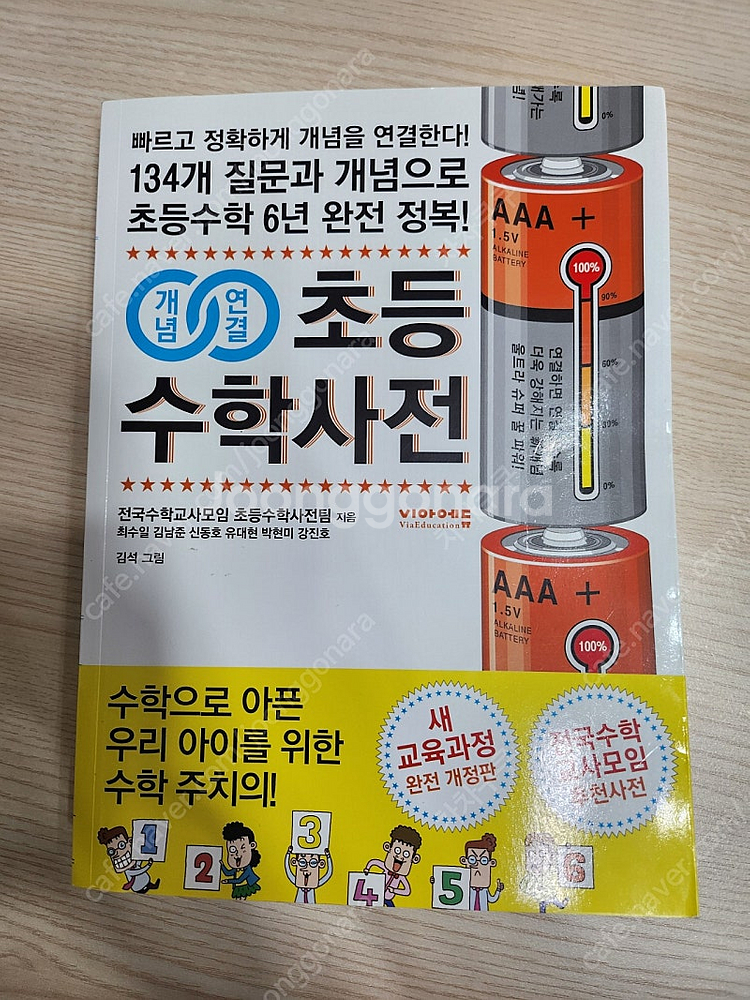 빠르고 정확하게 개념을 연결한다!
134개 질문과 개념으로
초등수학 6년 완전 정복!
개념
연결
초등
수학사전
전국수학교사모임 초등수학사전팀 지음
최수일 김남준 신동호 유대현 박현미 강진호
김석 그림
비아에듀
ViaEducation
0%
AAA +
1.5V
ALKALINE
BATTERY
100%
90%
60%
30%
0%
더욱 강해지는 新개념
울트라 슈퍼 꿀 파워!
AAA +
1.5V
ALKALINE
BATTERY
100%
수학으로 아픈
우리 아이를 위한
수학 주치의!
새
교육과정
완전 개정판
전국수학
교사모임
추천사전
1
2
3
4
5
6
joonggonara
cafe.naver.com/joonggonara